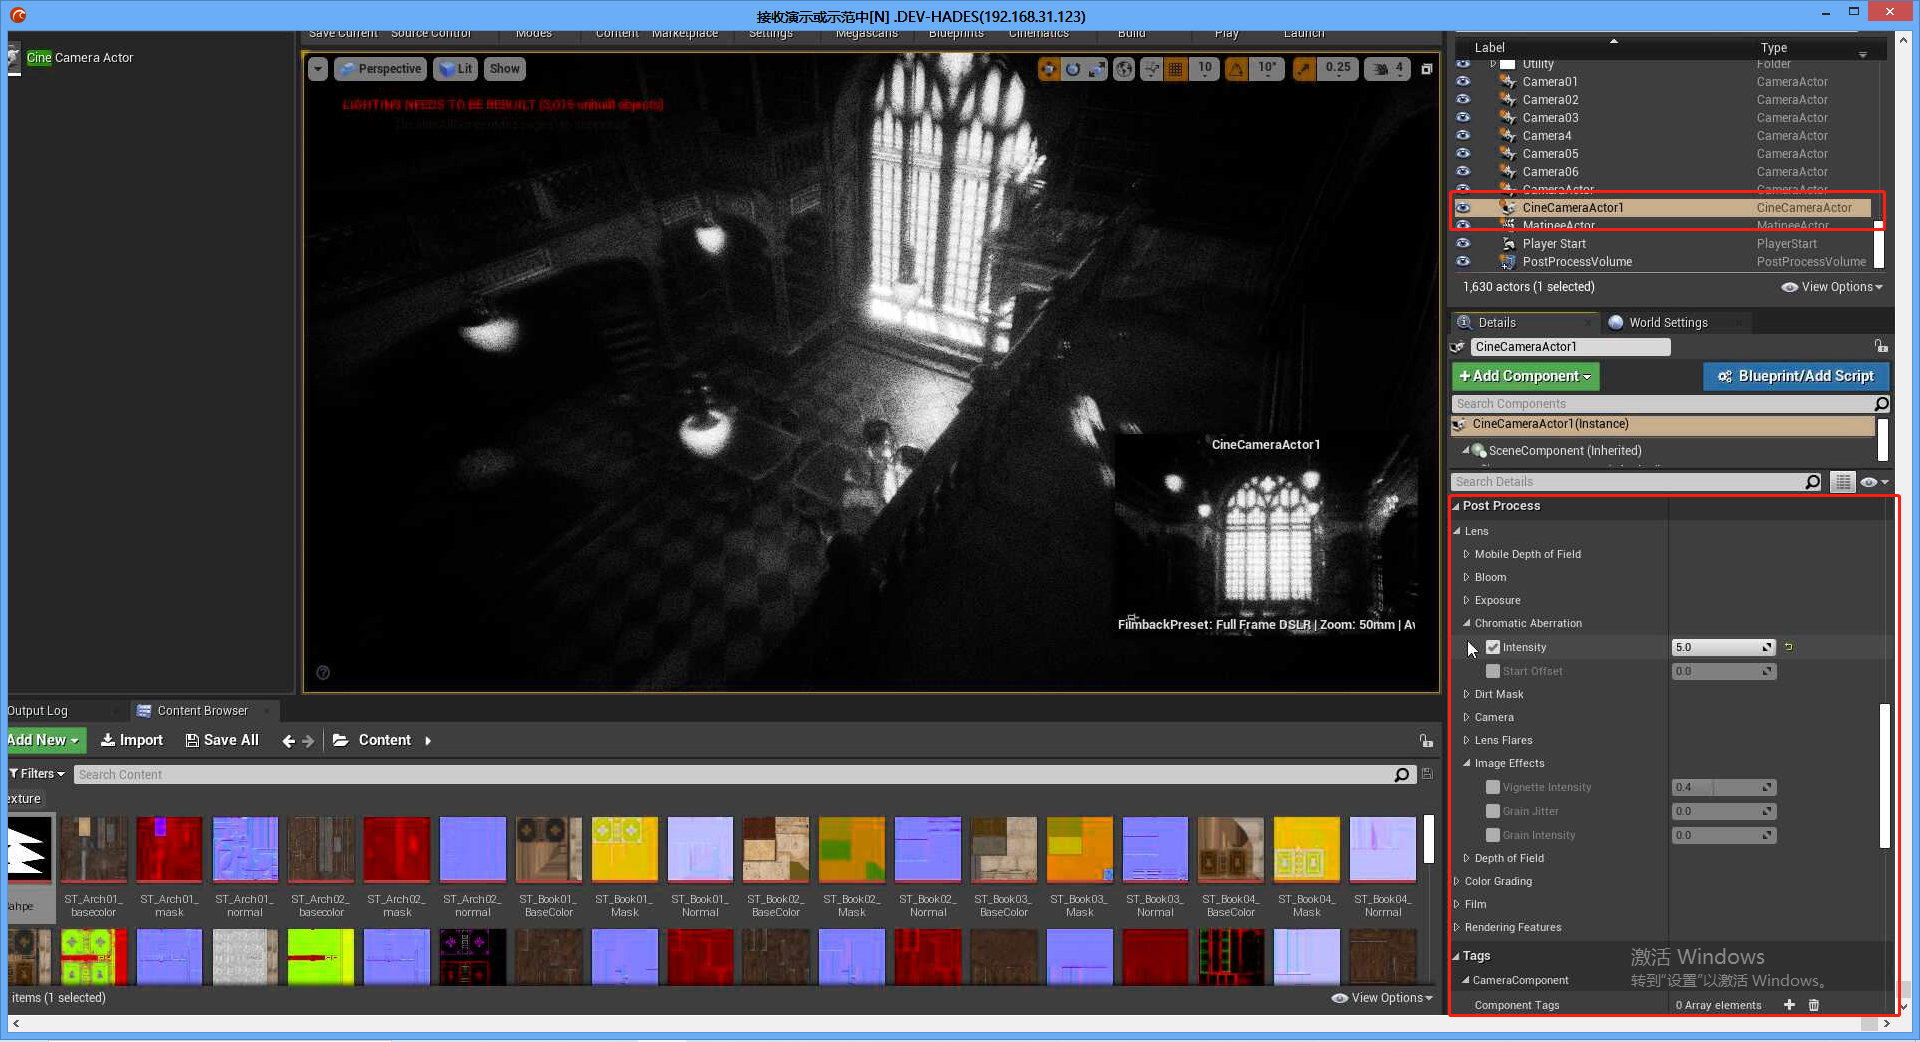 接收演示或示范中[N] .DEV-HADES(192.168.31.123)
Save Current Source Control Modes Content Marketplace Settings Megascans Blueprints Cinematics Build Play Launch
Cine Camera Actor
Perspective Lit Show
10 10° 0.25 4
LIGHTING NEEDS TO BE REBUILT (3,016 unbuilt objects)
CineCameraActor1
FilmbackPreset: Full Frame DSLR | Zoom: 50mm | Av
Label Type
Utility Folder
Camera01 CameraActor
Camera02 CameraActor
Camera03 CameraActor
Camera4 CameraActor
Camera05 CameraActor
Camera06 CameraActor
CameraActor CameraActor
CineCameraActor1 CineCameraActor
MatineeActor MatineeActor
Player Start PlayerStart
PostProcessVolume PostProcessVolume
1,630 actors (1 selected) View Options
Details World Settings
CineCameraActor1
+Add Component Blueprint/Add Script
Search Components
CineCameraActor1(Instance)
SceneComponent (Inherited)
Search Details
Post Process
Lens
Mobile Depth of Field
Bloom
Exposure
Chromatic Aberration
Intensity 5.0
Start Offset 0.0
Dirt Mask
Camera
Lens Flares
Image Effects
Vignette Intensity 0.4
Grain Jitter 0.0
Grain Intensity 0.0
Depth of Field
Color Grading
Film
Rendering Features
Tags
CameraComponent
Component Tags 0 Array elements
激活 Windows
转到“设置”以激活 Windows。
Output Log Content Browser
Add New Import Save All Content
Filters Search Content
exture
ahpe
ST_Arch01_basecolor
ST_Arch01_mask
ST_Arch01_normal
ST_Arch02_basecolor
ST_Arch02_mask
ST_Arch02_normal
ST_Book01_BaseColor
ST_Book01_Mask
ST_Book01_Normal
ST_Book02_BaseColor
ST_Book02_Mask
ST_Book02_Normal
ST_Book03_BaseColor
ST_Book03_Mask
ST_Book03_Normal
ST_Book04_BaseColor
ST_Book04_Mask
ST_Book04_Normal
items (1 selected) View Options